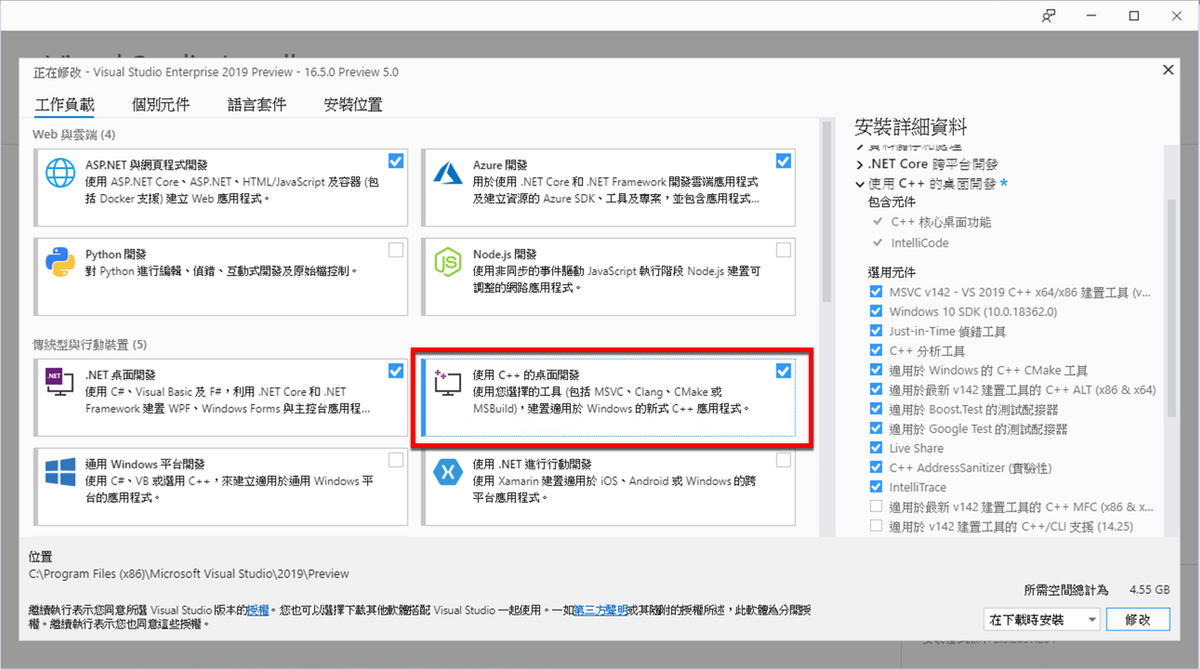 正在修改 - Visual Studio Enterprise 2019 Preview - 16.5.0 Preview 5.0
工作負載 個別元件 語言套件 安裝位置
Web 與雲端 (4)
ASP.NET 與網頁程式開發
使用 ASP.NET Core、ASP.NET、HTML/JavaScript 及容器 (包
括 Docker 支援) 建立 Web 應用程式。
Azure 開發
用於使用 .NET Core 和 .NET Framework 開發雲端應用程式
及建立資源的 Azure SDK、工具及專案，並包含應用程式...
Python 開發
對 Python 進行編輯、偵錯、互動式開發及原始檔控制。
Node.js 開發
使用非同步的事件驅動 JavaScript 執行階段 Node.js 建置可
調整的網路應用程式。
傳統型與行動裝置 (5)
.NET 桌面開發
使用 C#、Visual Basic 及 F#，利用 .NET Core 和 .NET
Framework 建置 WPF、Windows Forms 與主控台應用程...
使用 C++ 的桌面開發
使用您選擇的工具 (包括 MSVC、Clang、CMake 或
MSBuild)，建置適用於 Windows 的新式 C++ 應用程式。
通用 Windows 平台開發
使用 C#、VB 或選用 C++，來建立適用於通用 Windows 平
台的應用程式。
使用 .NET 進行行動開發
使用 Xamarin 建置適用於 iOS、Android 或 Windows 的跨
平台應用程式。
安裝詳細資料
資料儲存和處理
.NET Core 跨平台開發
使用 C++ 的桌面開發 *
包含元件
C++ 核心桌面功能
IntelliCode
選用元件
MSVC v142 - VS 2019 C++ x64/x86 建置工具 (v...
Windows 10 SDK (10.0.18362.0)
Just-in-Time 偵錯工具
C++ 分析工具
適用於 Windows 的 C++ CMake 工具
適用於最新 v142 建置工具的 C++ ALT (x86 & x64)
適用於 Boost.Test 的測試配接器
適用於 Google Test 的測試配接器
Live Share
C++ AddressSanitizer (實驗性)
IntelliTrace
適用於最新 v142 建置工具的 C++ MFC (x86 & x...
適用於 v142 建置工具的 C++/CLI 支援 (14.25)
位置
C:\Program Files (x86)\Microsoft Visual Studio\2019\Preview
繼續執行表示您同意所選 Visual Studio 版本的授權。您也可以選擇下載其他軟體搭配 Visual Studio 一起使用。一如第三方聲明或其隨附的授權所述，此軟體為分開授
權。繼續執行表示您也同意這些授權。
所需空間總計為 4.55 GB
在下載時安裝 修改